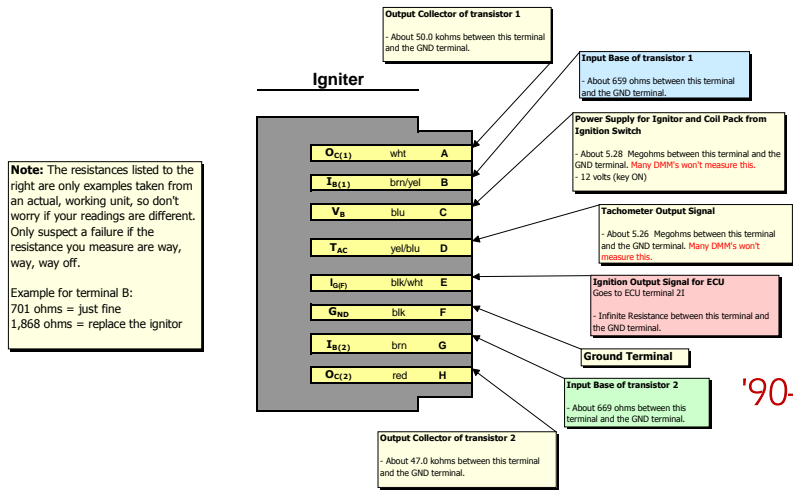 Output Collector of transistor 1
- About 50.0 kohms between this terminal
and the GND terminal.
Igniter
Input Base of transistor 1
- About 659 ohms between this terminal
and the GND terminal.
Power Supply for Ignitor and Coil Pack from
Ignition Switch
- About 5.28 Megohms between this terminal and the
GND terminal. Many DMM's won't measure this.
- 12 volts (key ON)
Note: The resistances listed to the
right are only examples taken from
an actual, working unit, so don't
worry if your readings are different.
Only suspect a failure if the
resistance you measure are way,
way, way off.
Example for terminal B:
701 ohms = just fine
1,868 ohms = replace the ignitor
OC(1) wht A
IB(1) brn/yel B
VB blu C
TAC yel/blu D
IG(F) blk/wht E
GND blk F
IB(2) brn G
OC(2) red H
Tachometer Output Signal
- About 5.26 Megohms between this terminal
and the GND terminal. Many DMM's won't
measure this.
Ignition Output Signal for ECU
Goes to ECU terminal 2I
- Infinite Resistance between this terminal and
the GND terminal.
Ground Terminal
Input Base of transistor 2
- About 669 ohms between this
terminal and the GND terminal.
'90-
Output Collector of transistor 2
- About 47.0 kohms between this terminal
and the GND terminal.